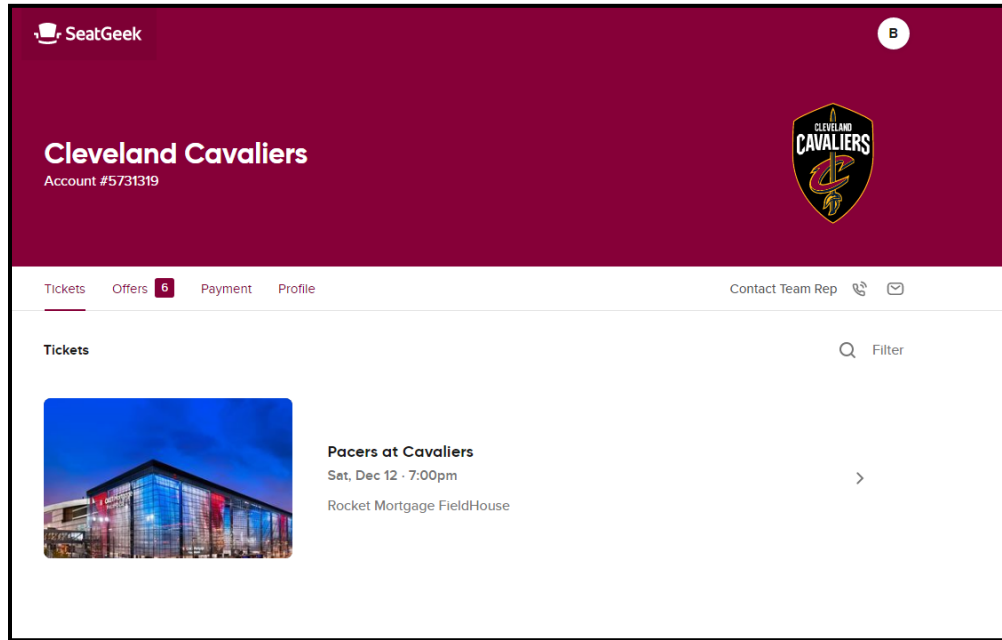 SeatGeek
B
CLEVELAND
CAVALIERS
C
Cleveland Cavaliers
Account #5731319
Tickets Offers 6 Payment Profile Contact Team Rep
Tickets Filter
Pacers at Cavaliers
Sat, Dec 12 · 7:00pm
Rocket Mortgage FieldHouse